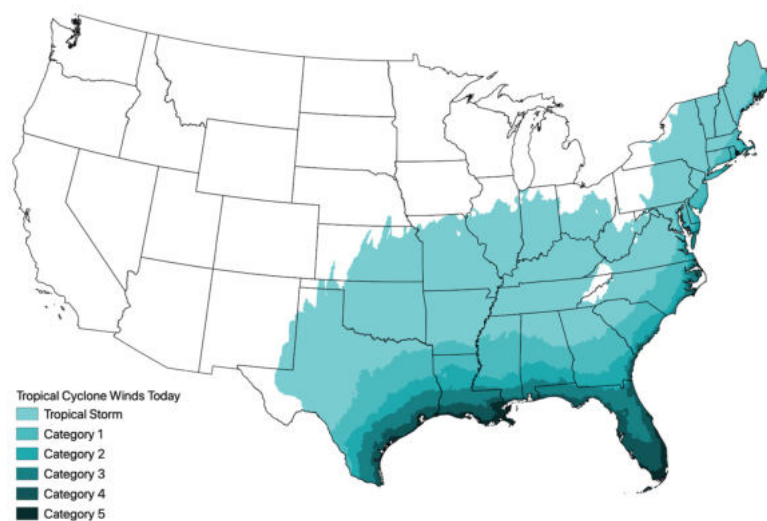 Tropical Cyclone Winds Today
Tropical Storm
Category 1
Category 2
Category 3
Category 4
Category 5